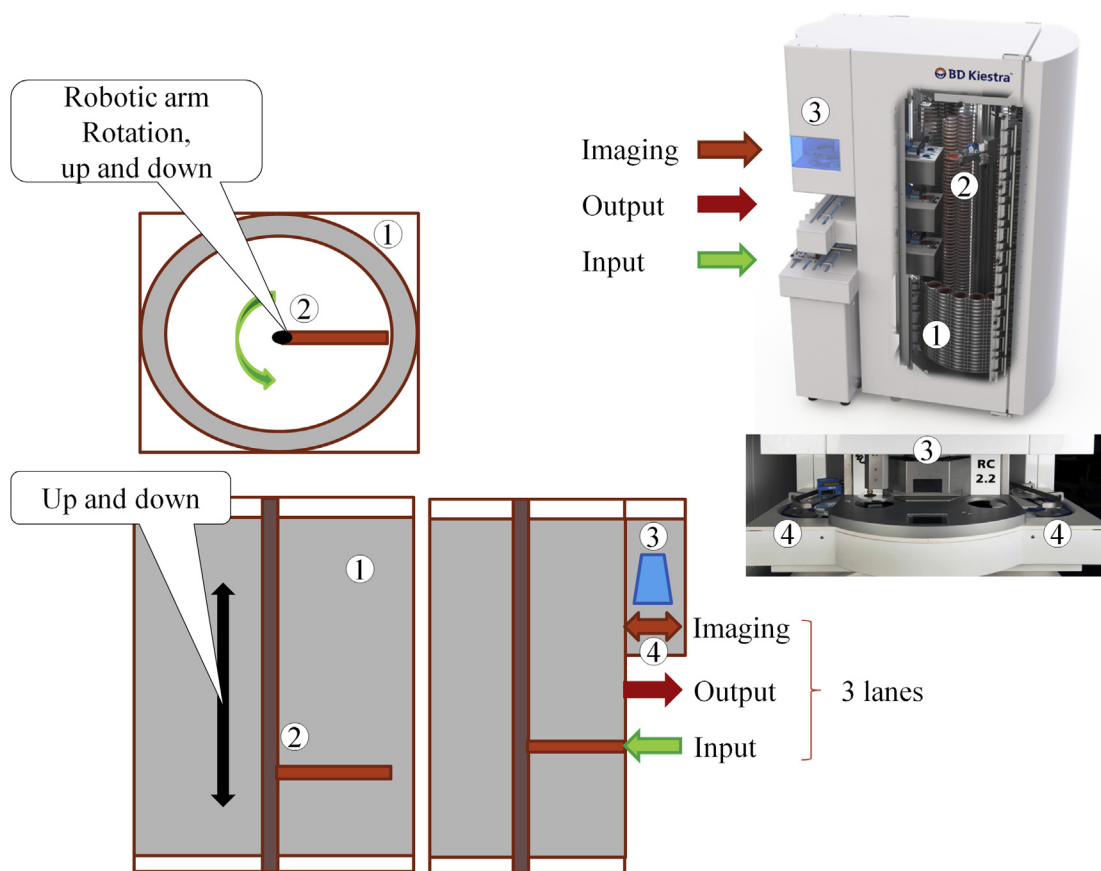 Robotic arm
Rotation,
up and down
①
②
Imaging
Output
Input
BD Kiestra™
③
②
①
③
RC
2.2
④
④
Up and down
①
②
③
④
Imaging
Output
Input
3 lanes